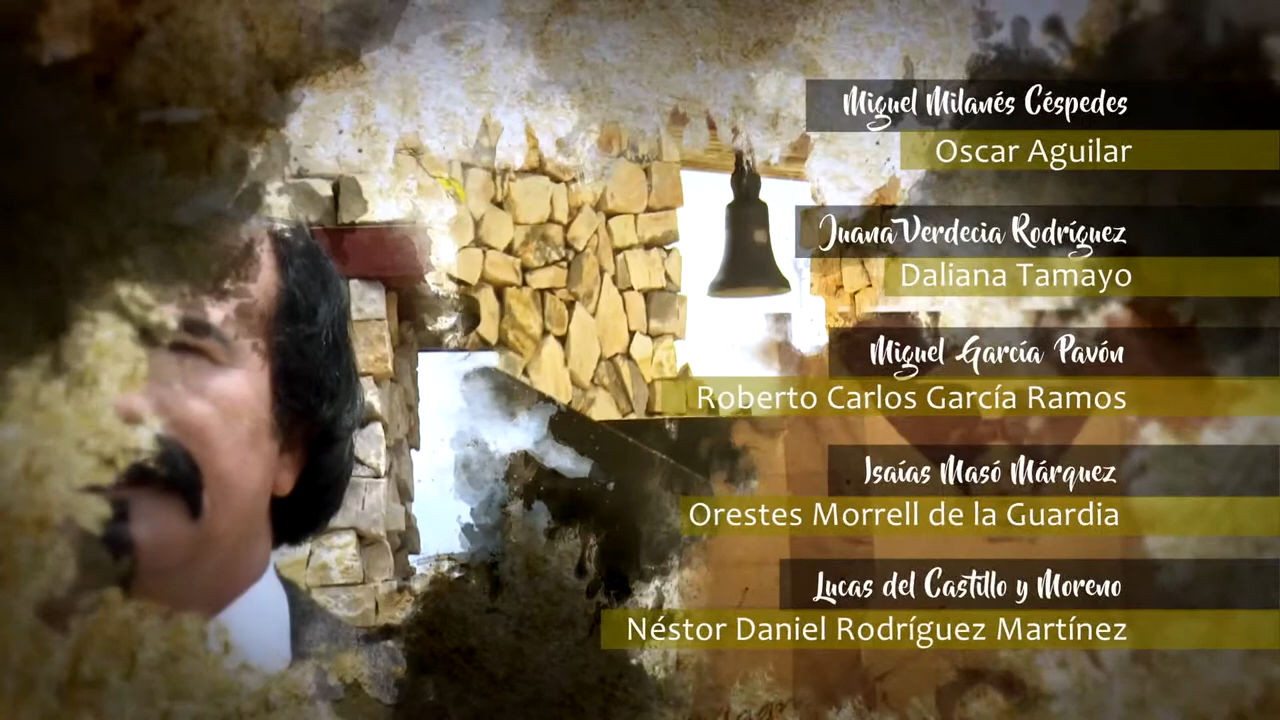 Miguel Milanés Céspedes
Oscar Aguilar
Juana Verdecia Rodríguez
Daliana Tamayo
Miguel García Pavón
Roberto Carlos García Ramos
Isaías Masó Márquez
Orestes Morrell de la Guardia
Lucas del Castillo y Moreno
Néstor Daniel Rodríguez Martínez